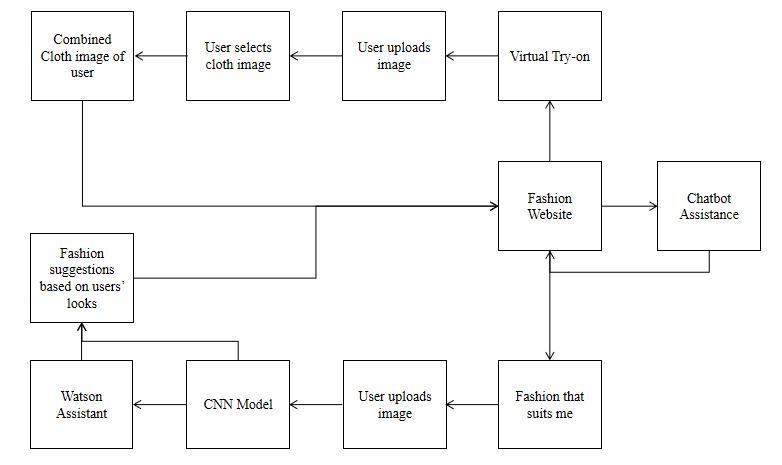 Combined
Cloth image of
user
User selects
cloth image
User uploads
image
Virtual Try-on
Fashion
Website
Chatbot
Assistance
Fashion
suggestions
based on users’
looks
Watson
Assistant
CNN Model
User uploads
image
Fashion that
suits me